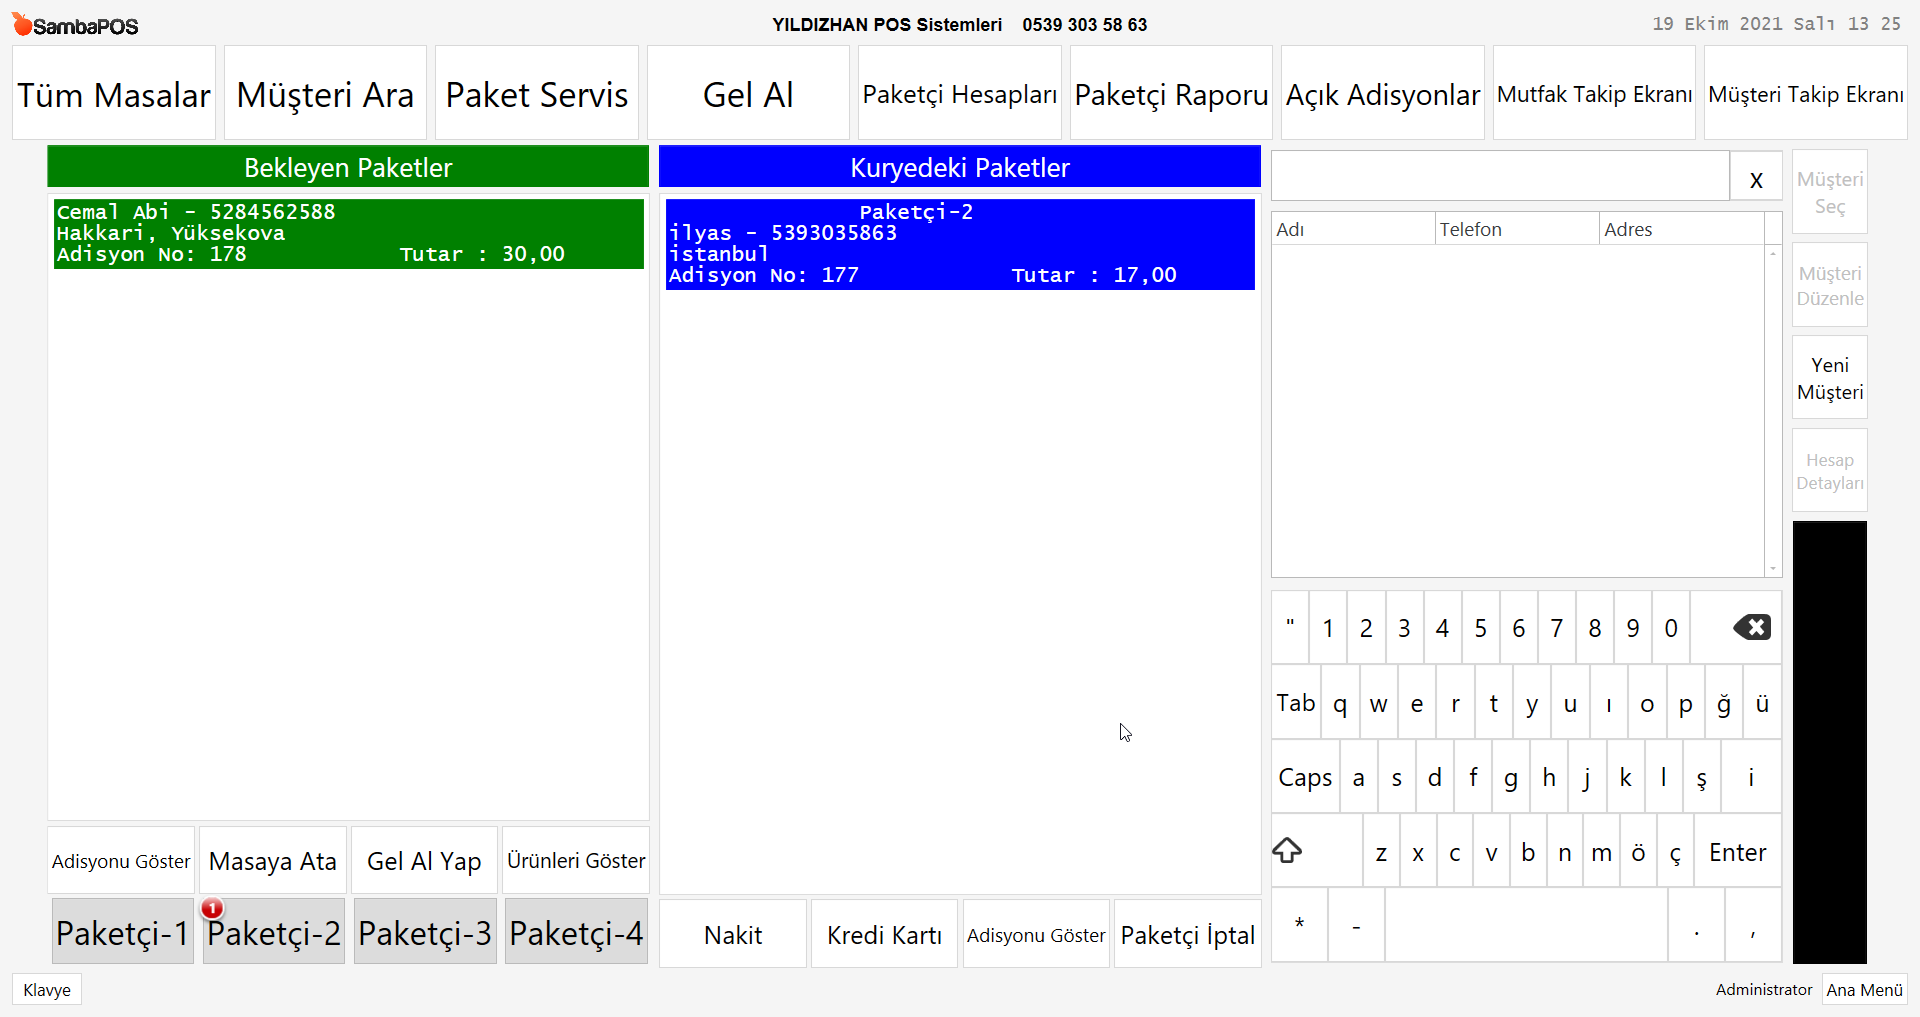 SambaPOS
YILDIZHAN POS Sistemleri 0539 303 58 63
19 Ekim 2021 Salı 13 25
Tüm Masalar
Müşteri Ara
Paket Servis
Gel Al
Paketçi Hesapları
Paketçi Raporu
Açık Adisyonlar
Mutfak Takip Ekranı
Müşteri Takip Ekranı
Bekleyen Paketler
Cemal Abi - 5284562588
Hakkari, Yüksekova
Adisyon No: 178 Tutar : 30,00
Kuryedeki Paketler
Paketçi-2
ilyas - 5393035863
istanbul
Adisyon No: 177 Tutar : 17,00
X
Adı Telefon Adres
Müşteri
Seç
Müşteri
Düzenle
Yeni
Müşteri
Hesap
Detayları
" 1 2 3 4 5 6 7 8 9 0
Tab q w e r t y u ı o p ğ ü
Caps a s d f g h j k l ş i
z x c v b n m ö ç Enter
* - . ,
Adisyonu Göster
Masaya Ata
Gel Al Yap
Ürünleri Göster
1
Paketçi-1
Paketçi-2
Paketçi-3
Paketçi-4
Nakit
Kredi Kartı
Adisyonu Göster
Paketçi İptal
Klavye
Administrator
Ana Menü